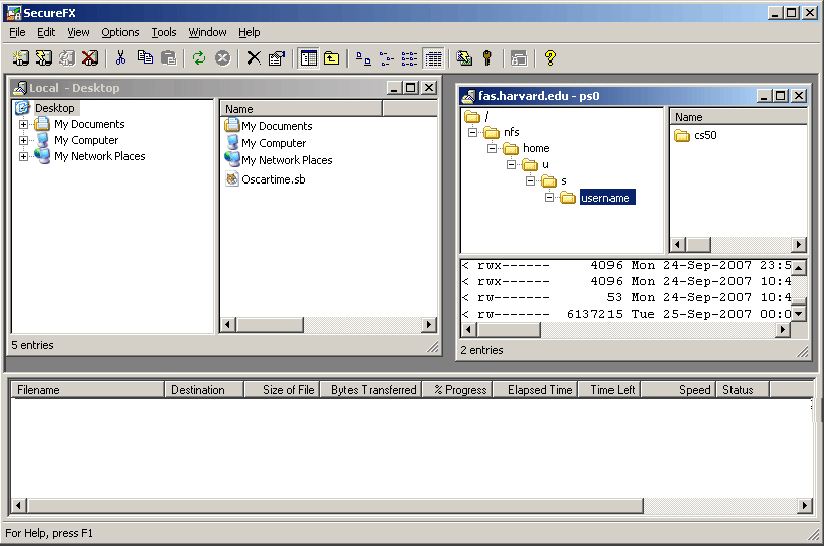 SecureFX
File Edit View Options Tools Window Help
Local - Desktop
Desktop
My Documents
My Computer
My Network Places
Name
My Documents
My Computer
My Network Places
Oscartime.sb
5 entries
fas.harvard.edu - ps0
/
nfs
home
u
s
username
Name
cs50
< rwx------ 4096 Mon 24-Sep-2007 23:5
< rwx------ 4096 Mon 24-Sep-2007 10:4
< rw------- 53 Mon 24-Sep-2007 10:4
< rw------- 6137215 Tue 25-Sep-2007 00:0
2 entries
Filename Destination Size of File Bytes Transferred % Progress Elapsed Time Time Left Speed Status
For Help, press F1